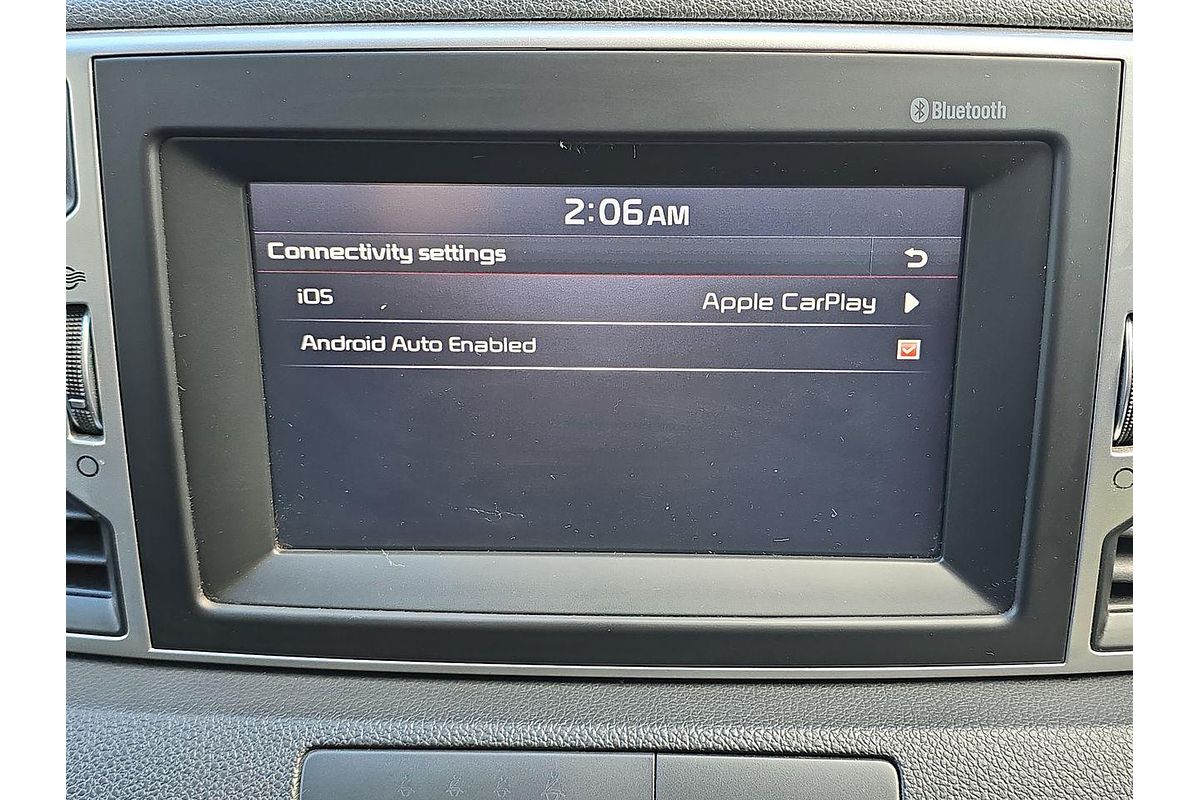 Bluetooth
2:06AM
Connectivity settings
iOS Apple CarPlay
Android Auto Enabled